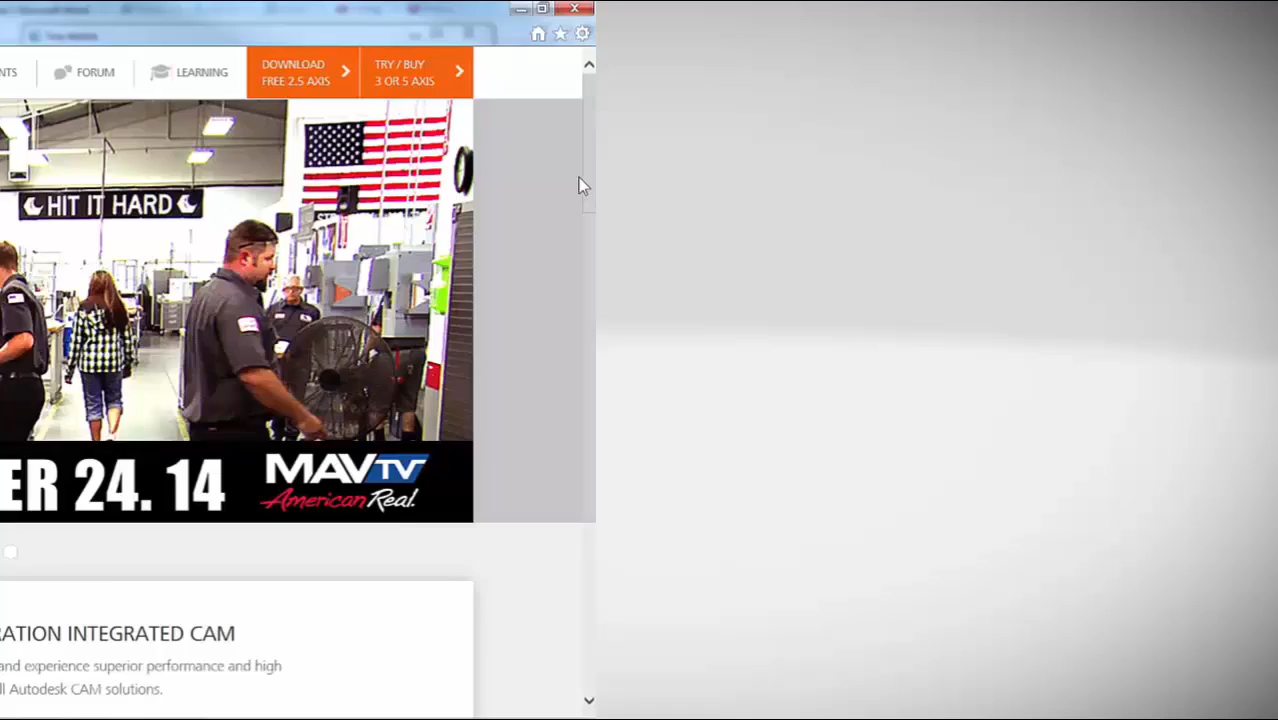 NTS
FORUM
LEARNING
DOWNLOAD
FREE 2.5 AXIS
TRY / BUY
3 OR 5 AXIS
HIT IT HARD
ER 24. 14
MAVTV
American Real.
RATION INTEGRATED CAM
and experience superior performance and high
ll Autodesk CAM solutions.